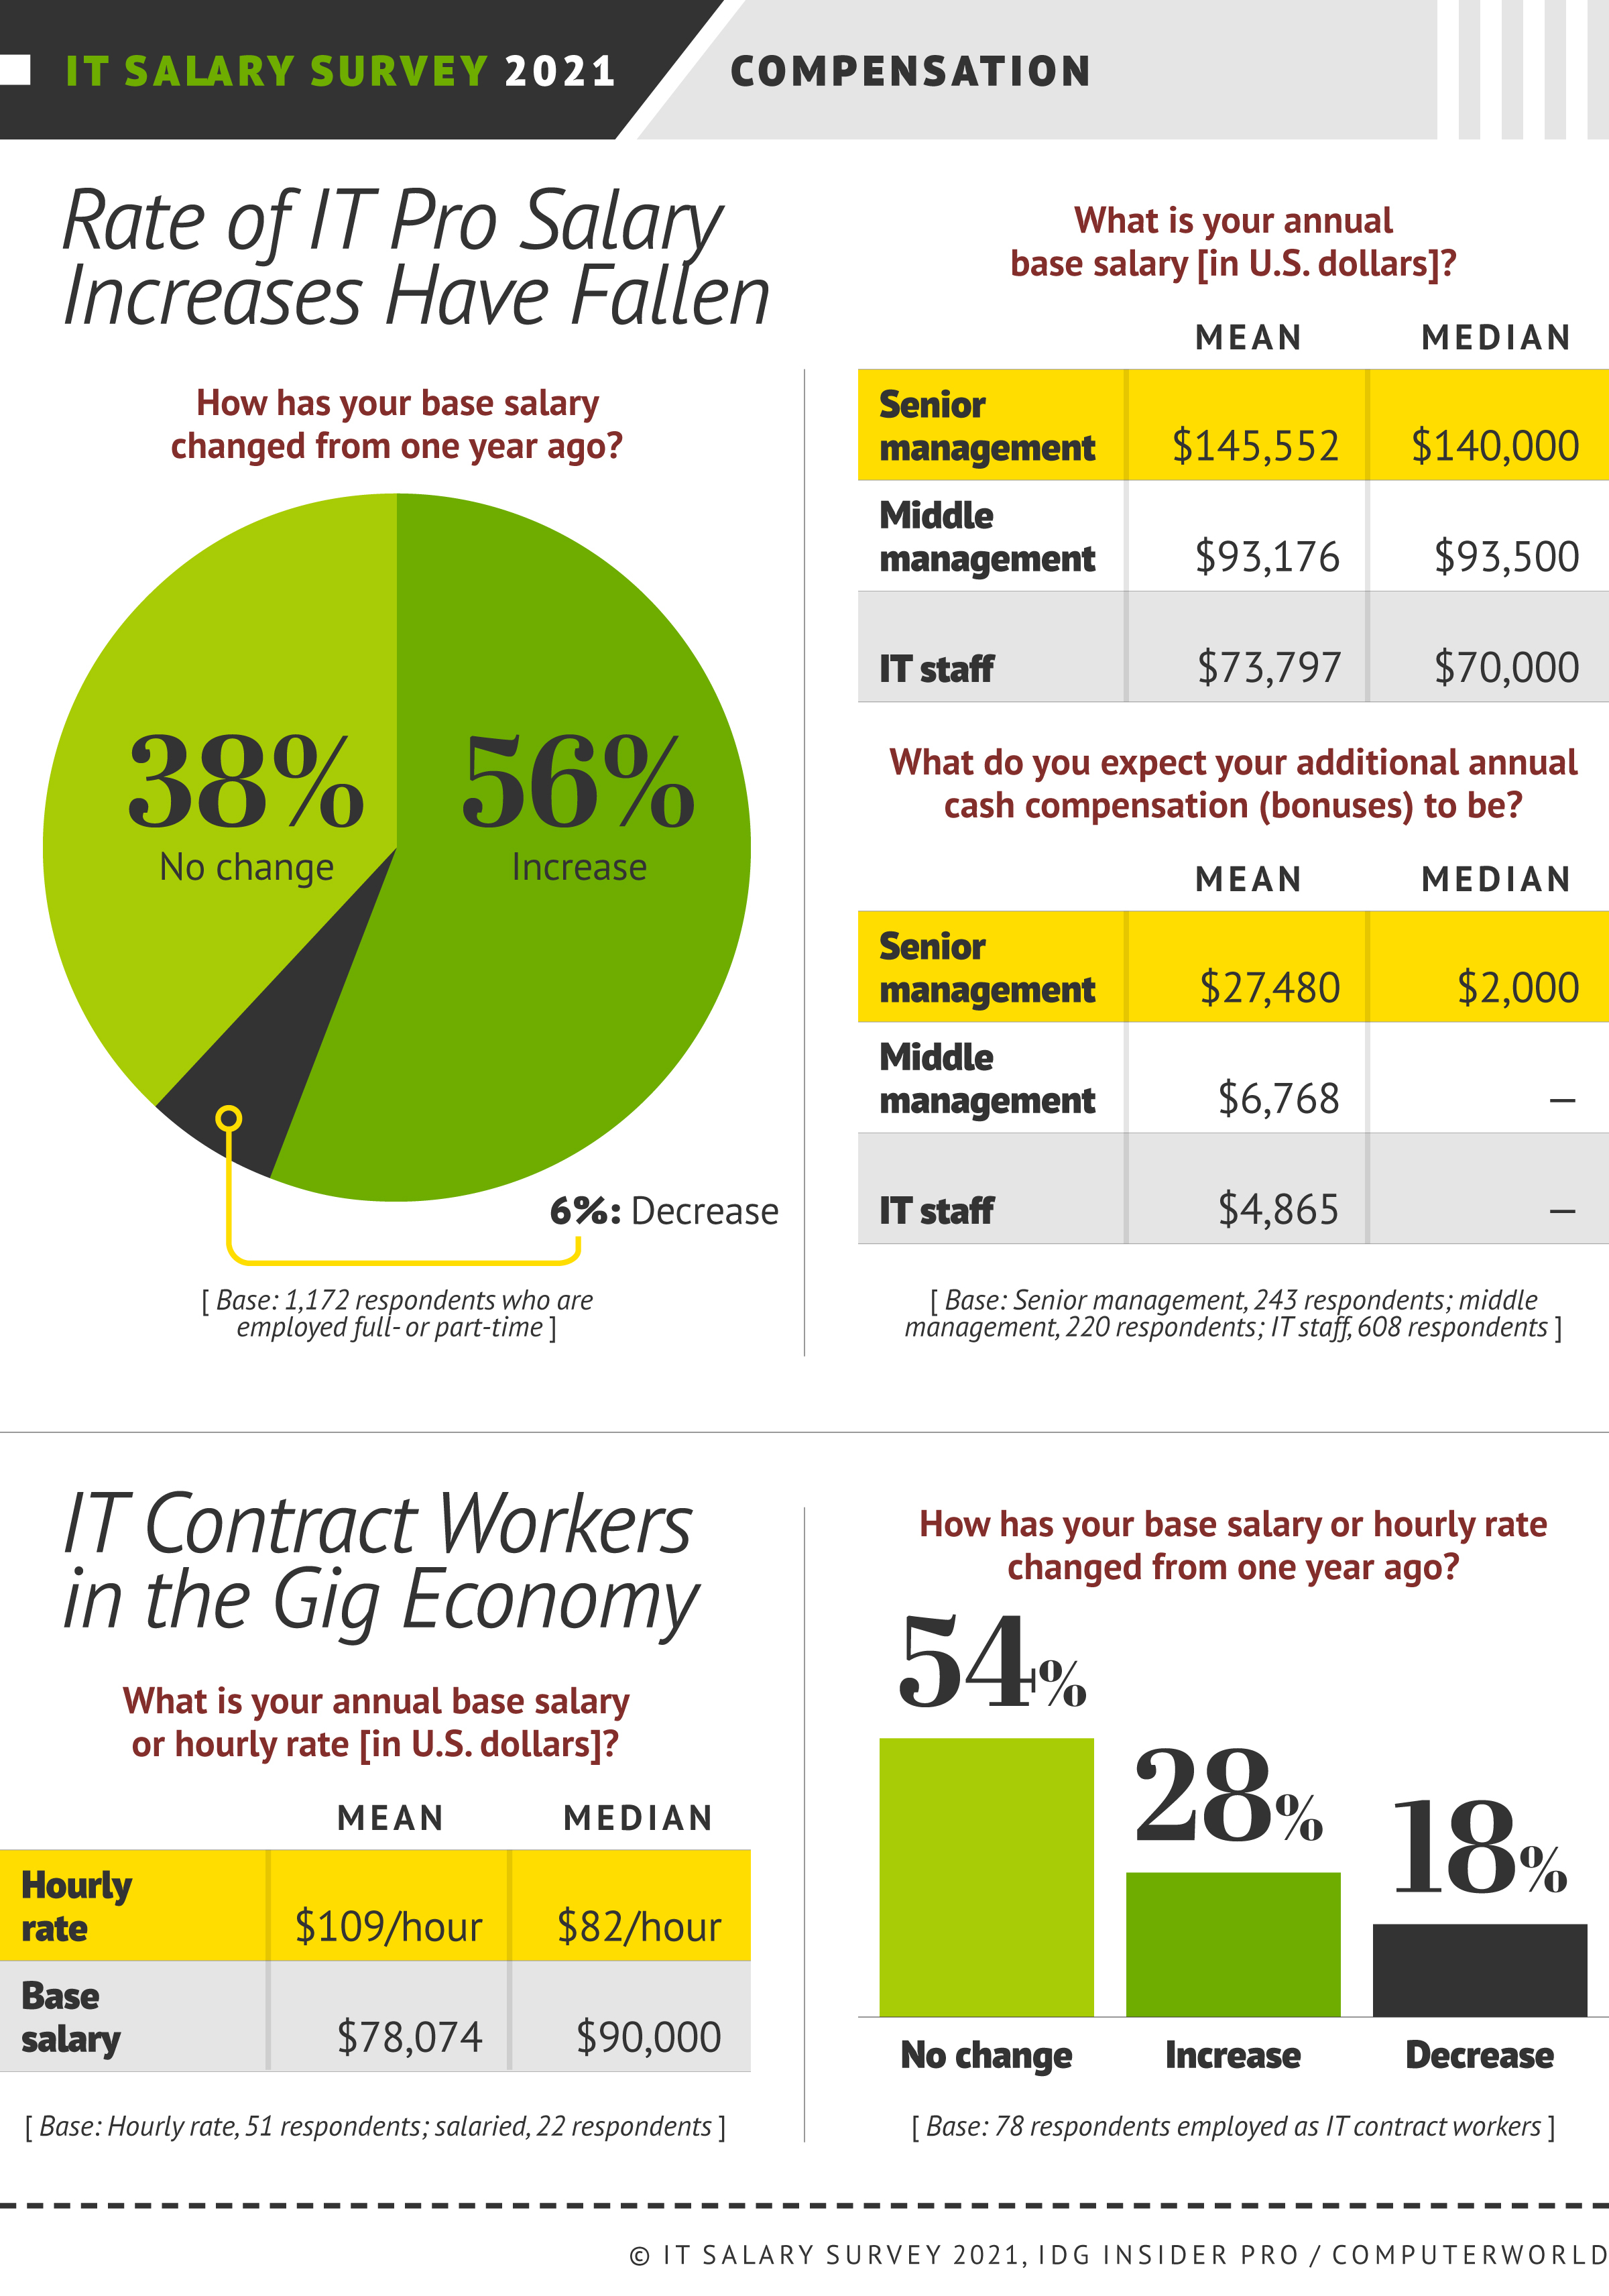 IT SALARY SURVEY 2021
COMPENSATION
Rate of IT Pro Salary
Increases Have Fallen
How has your base salary
changed from one year ago?
38%
No change
56%
Increase
6%: Decrease
[ Base: 1,172 respondents who are
employed full- or part-time ]
What is your annual
base salary [in U.S. dollars]?
MEAN MEDIAN
Senior
management $145,552 $140,000
Middle
management $93,176 $93,500
IT staff $73,797 $70,000
What do you expect your additional annual
cash compensation (bonuses) to be?
MEAN MEDIAN
Senior
management $27,480 $2,000
Middle
management $6,768 —
IT staff $4,865 —
[ Base: Senior management, 243 respondents; middle
management, 220 respondents; IT staff, 608 respondents ]
IT Contract Workers
in the Gig Economy
What is your annual base salary
or hourly rate [in U.S. dollars]?
MEAN MEDIAN
Hourly
rate $109/hour $82/hour
Base
salary $78,074 $90,000
[ Base: Hourly rate, 51 respondents; salaried, 22 respondents ]
How has your base salary or hourly rate
changed from one year ago?
54%
28%
18%
No change Increase Decrease
[ Base: 78 respondents employed as IT contract workers ]
© IT SALARY SURVEY 2021, IDG INSIDER PRO / COMPUTERWORLD